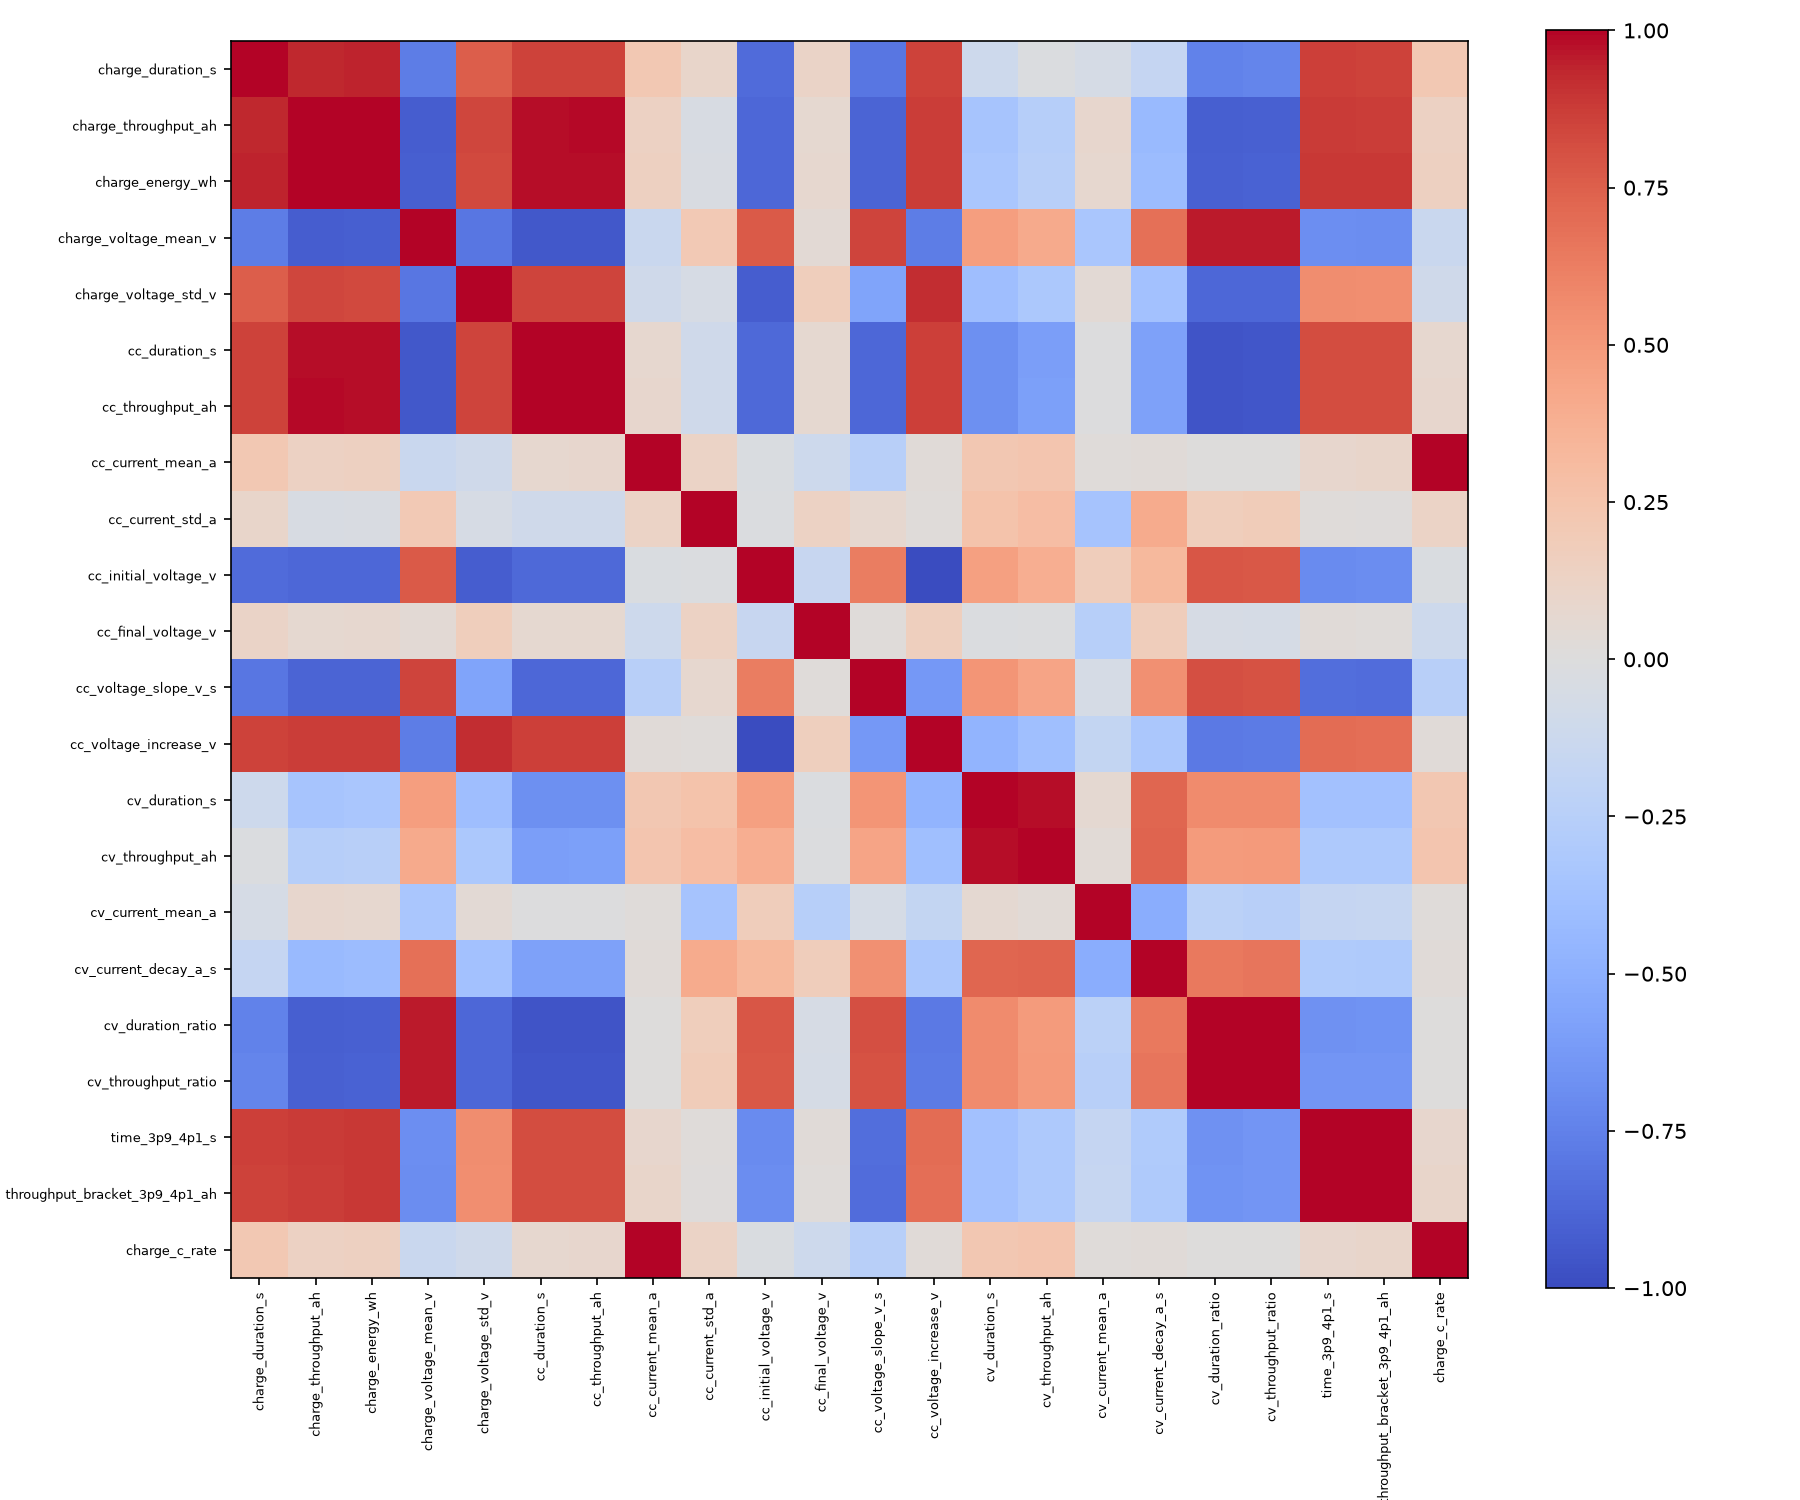 charge_duration_s
charge_throughput_ah
charge_energy_wh
charge_voltage_mean_v
charge_voltage_std_v
cc_duration_s
cc_throughput_ah
cc_current_mean_a
cc_current_std_a
cc_initial_voltage_v
cc_final_voltage_v
cc_voltage_slope_v_s
cc_voltage_increase_v
cv_duration_s
cv_throughput_ah
cv_current_mean_a
cv_current_decay_a_s
cv_duration_ratio
cv_throughput_ratio
time_3p9_4p1_s
throughput_bracket_3p9_4p1_ah
charge_c_rate
charge_duration_s
charge_throughput_ah
charge_energy_wh
charge_voltage_mean_v
charge_voltage_std_v
cc_duration_s
cc_throughput_ah
cc_current_mean_a
cc_current_std_a
cc_initial_voltage_v
cc_final_voltage_v
cc_voltage_slope_v_s
cc_voltage_increase_v
cv_duration_s
cv_throughput_ah
cv_current_mean_a
cv_current_decay_a_s
cv_duration_ratio
cv_throughput_ratio
time_3p9_4p1_s
throughput_bracket_3p9_4p1_ah
charge_c_rate
1.00
0.75
0.50
0.25
0.00
−0.25
−0.50
−0.75
−1.00